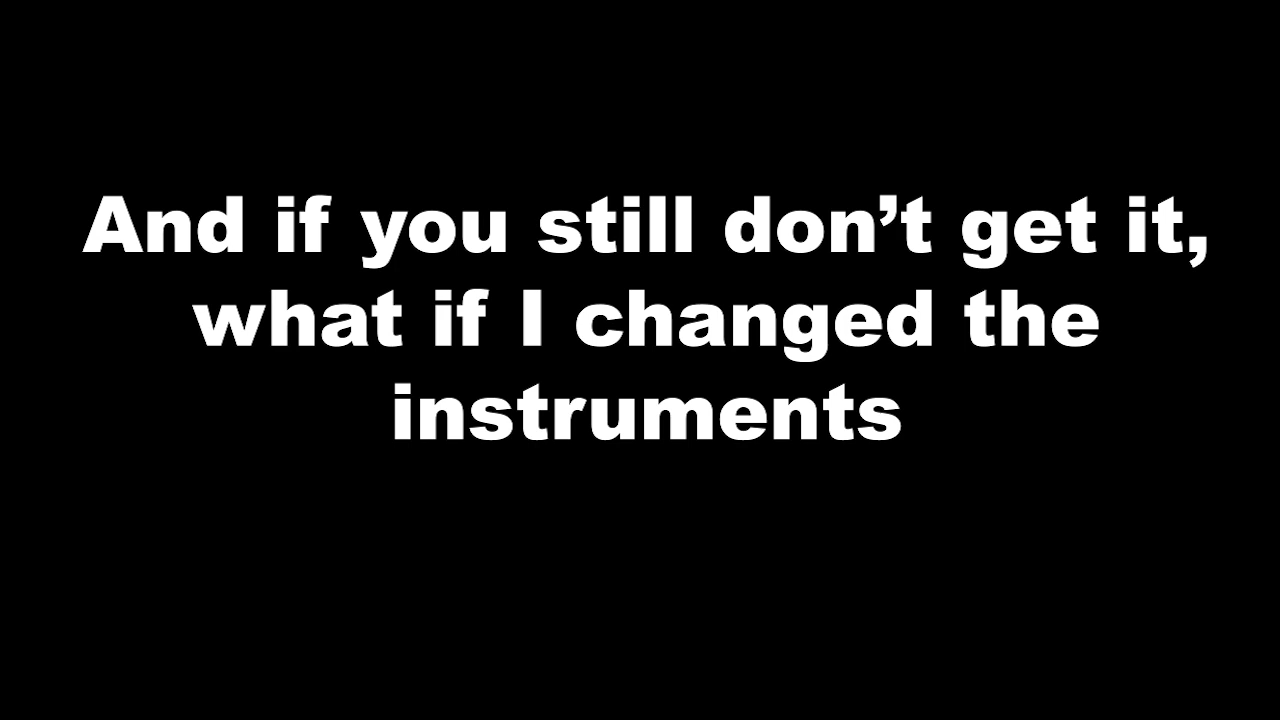 And if you still don’t get it,
what if I changed the
instruments